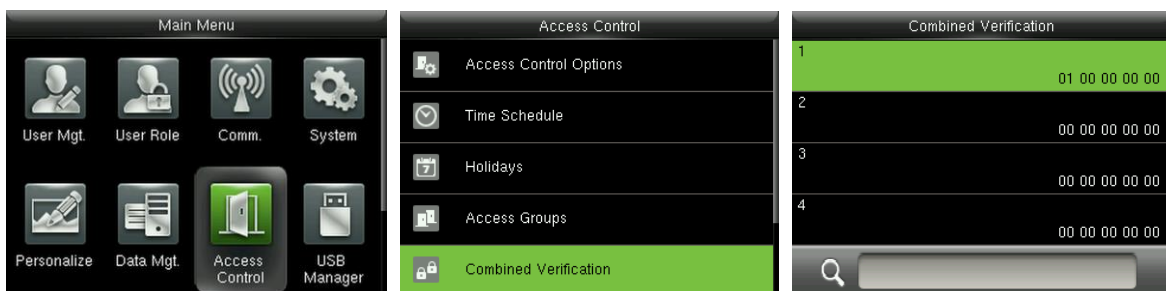 Main Menu
User Mgt.
User Role
Comm.
System
Personalize
Data Mgt.
Access
Control
USB
Manager
Access Control
Access Control Options
Time Schedule
7
Holidays
Access Groups
Combined Verification
Combined Verification
1
01 00 00 00 00
2
00 00 00 00 00
3
00 00 00 00 00
4
00 00 00 00 00